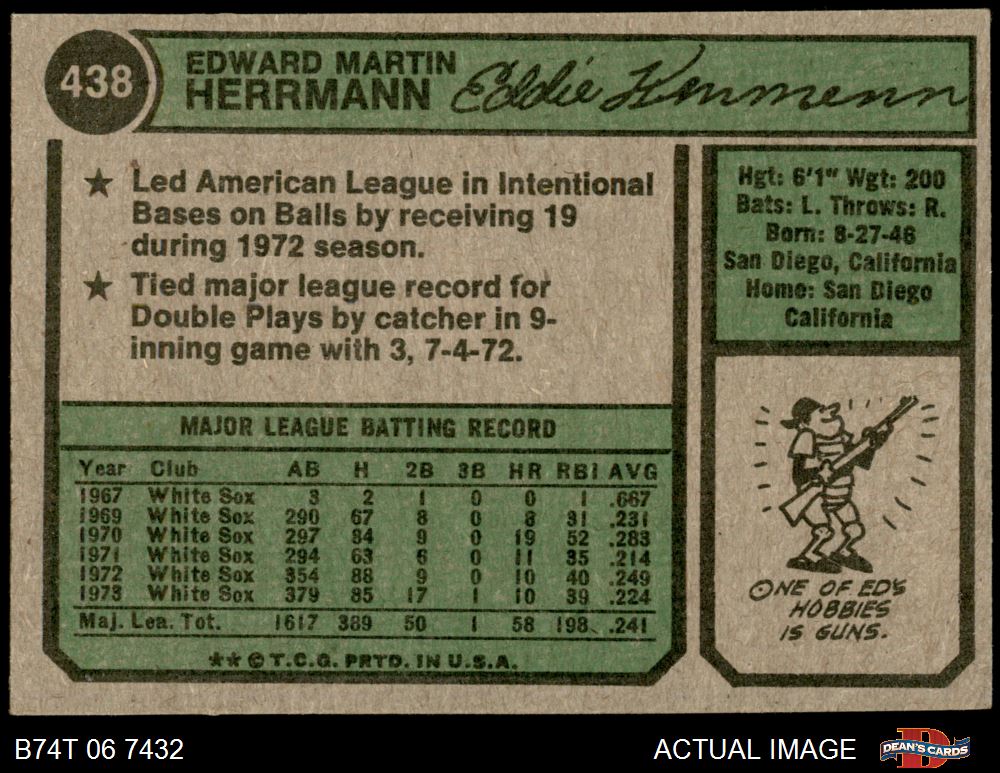 438
EDWARD MARTIN
HERRMANN
Eddie Herrmann
★ Led American League in Intentional
Bases on Balls by receiving 19
during 1972 season.
★ Tied major league record for
Double Plays by catcher in 9-
inning game with 3, 7-4-72.
MAJOR LEAGUE BATTING RECORD
Year Club AB H 2B 3B HR RBI AVG
1967 White Sox 3 2 1 0 0 1 .667
1969 White Sox 290 67 8 0 8 31 .231
1970 White Sox 297 84 9 0 19 52 .283
1971 White Sox 294 63 6 0 11 35 .214
1972 White Sox 354 88 9 0 10 40 .249
1973 White Sox 379 85 17 1 10 39 .224
Maj. Lea. Tot. 1617 389 50 1 58 198 .241
★★ © T.C.G. PRTD. IN U.S.A.
Hgt: 6'1" Wgt: 200
Bats: L. Throws: R.
Born: 8-27-46
San Diego, California
Home: San Diego
California
ONE OF ED'S
HOBBIES
IS GUNS.
B74T 06 7432
ACTUAL IMAGE
D
DEAN'S CARDS